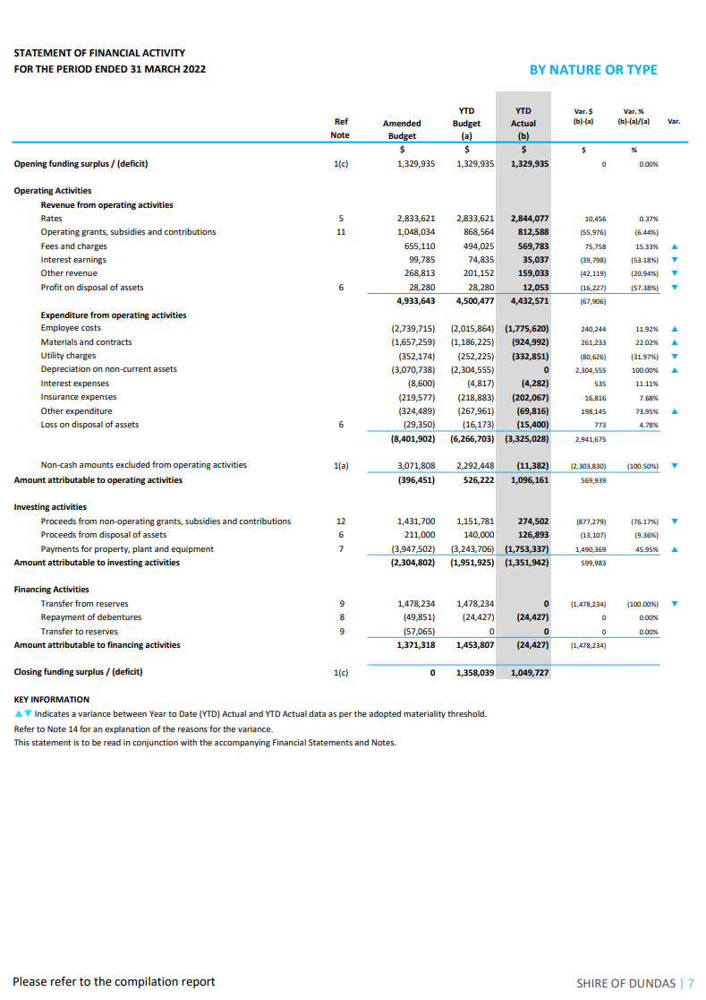 STATEMENT OF FINANCIAL ACTIVITY
FOR THE PERIOD ENDED 31 MARCH 2022 BY NATURE OR TYPE
Ref Note Amended Budget YTD Budget (a) YTD Actual (b) Var. $ (b)-(a) Var. % (b)-(a)/(a) Var.
$ $ $ $ %
Opening funding surplus / (deficit) 1(c) 1,329,935 1,329,935 1,329,935 0 0.00%
Operating Activities
Revenue from operating activities
Rates 5 2,833,621 2,833,621 2,844,077 10,456 0.37%
Operating grants, subsidies and contributions 11 1,048,034 868,564 812,588 (55,976) (6.44%)
Fees and charges 655,110 494,025 569,783 75,758 15.33% ▲
Interest earnings 99,785 74,835 35,037 (39,798) (53.18%) ▼
Other revenue 268,813 201,152 159,033 (42,119) (20.94%) ▼
Profit on disposal of assets 6 28,280 28,280 12,053 (16,227) (57.38%) ▼
4,933,643 4,500,477 4,432,571 (67,906)
Expenditure from operating activities
Employee costs (2,739,715) (2,015,864) (1,775,620) 240,244 11.92% ▲
Materials and contracts (1,657,259) (1,186,225) (924,992) 261,233 22.02% ▲
Utility charges (352,174) (252,225) (332,851) (80,626) (31.97%) ▼
Depreciation on non-current assets (3,070,738) (2,304,555) 0 2,304,555 100.00% ▲
Interest expenses (8,600) (4,817) (4,282) 535 11.11%
Insurance expenses (219,577) (218,883) (202,067) 16,816 7.68%
Other expenditure (324,489) (267,961) (69,816) 198,145 73.95% ▲
Loss on disposal of assets 6 (29,350) (16,173) (15,400) 773 4.78%
(8,401,902) (6,266,703) (3,325,028) 2,941,675
Non-cash amounts excluded from operating activities 1(a) 3,071,808 2,292,448 (11,382) (2,303,830) (100.50%) ▼
Amount attributable to operating activities (396,451) 526,222 1,096,161 569,939
Investing activities
Proceeds from non-operating grants, subsidies and contributions 12 1,431,700 1,151,781 274,502 (877,279) (76.17%) ▼
Proceeds from disposal of assets 6 211,000 140,000 126,893 (13,107) (9.36%)
Payments for property, plant and equipment 7 (3,947,502) (3,243,706) (1,753,337) 1,490,369 45.95% ▲
Amount attributable to investing activities (2,304,802) (1,951,925) (1,351,942) 599,983
Financing Activities
Transfer from reserves 9 1,478,234 1,478,234 0 (1,478,234) (100.00%) ▼
Repayment of debentures 8 (49,851) (24,427) (24,427) 0 0.00%
Transfer to reserves 9 (57,065) 0 0 0 0.00%
Amount attributable to financing activities 1,371,318 1,453,807 (24,427) (1,478,234)
Closing funding surplus / (deficit) 1(c) 0 1,358,039 1,049,727
KEY INFORMATION
▲▼ Indicates a variance between Year to Date (YTD) Actual and YTD Actual data as per the adopted materiality threshold.
Refer to Note 14 for an explanation of the reasons for the variance.
This statement is to be read in conjunction with the accompanying Financial Statements and Notes.
Please refer to the compilation report SHIRE OF DUNDAS | 7